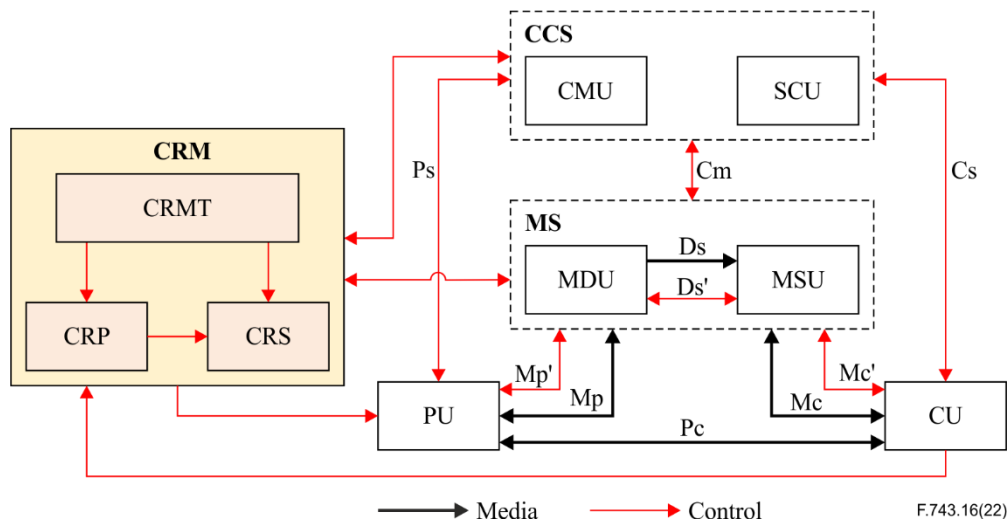 CCS
CMU
SCU
CRM
CRMT
CRP
CRS
Ps
Cm
Cs
MS
MDU
Ds
Ds'
MSU
Mp'
Mp
Mc'
Mc
PU
Pc
CU
Media
Control
F.743.16(22)